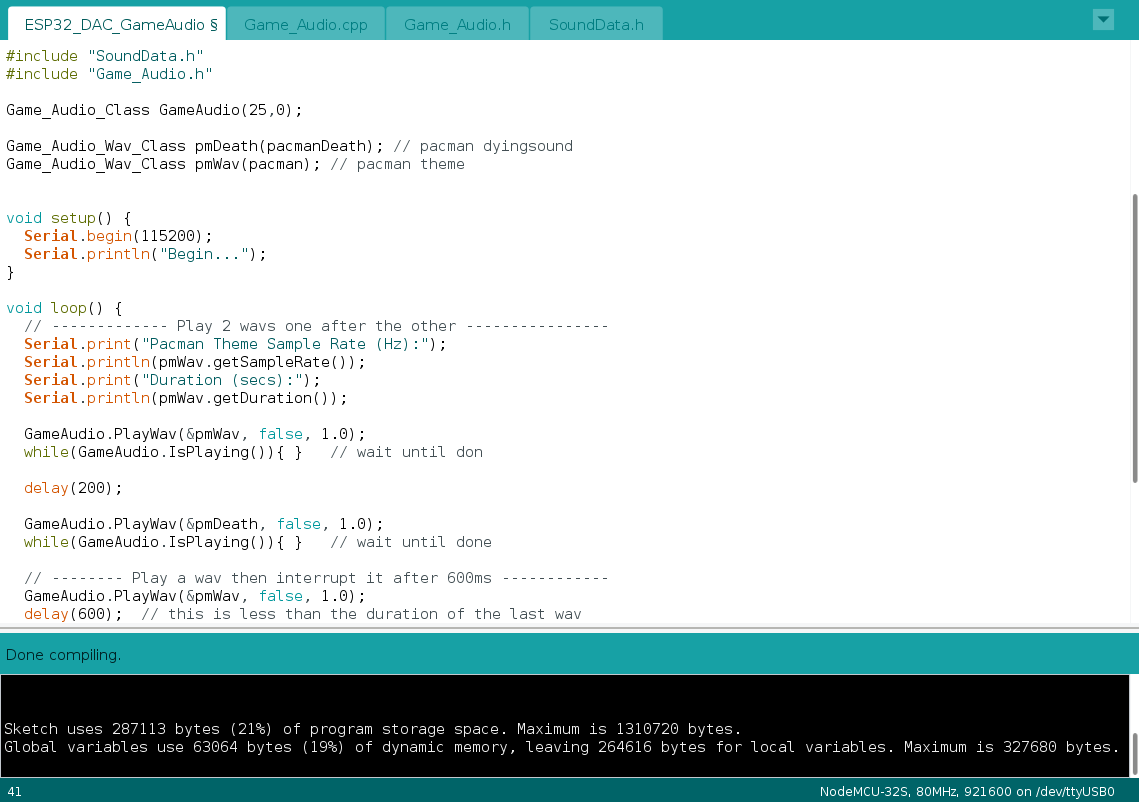 ESP32_DAC_GameAudio §
Game_Audio.cpp
Game_Audio.h
SoundData.h
#include "SoundData.h"
#include "Game_Audio.h"
Game_Audio_Class GameAudio(25,0);
Game_Audio_Wav_Class pmDeath(pacmanDeath); // pacman dyingsound
Game_Audio_Wav_Class pmWav(pacman); // pacman theme
void setup() {
  Serial.begin(115200);
  Serial.println("Begin...");
}
void loop() {
  // ------------- Play 2 wavs one after the other ----------------
  Serial.print("Pacman Theme Sample Rate (Hz):");
  Serial.println(pmWav.getSampleRate());
  Serial.print("Duration (secs):");
  Serial.println(pmWav.getDuration());
  GameAudio.PlayWav(&pmWav, false, 1.0);
  while(GameAudio.IsPlaying()){ }   // wait until don
  delay(200);
  GameAudio.PlayWav(&pmDeath, false, 1.0);
  while(GameAudio.IsPlaying()){ }   // wait until done
  // -------- Play a wav then interrupt it after 600ms ------------
  GameAudio.PlayWav(&pmWav, false, 1.0);
  delay(600);  // this is less than the duration of the last wav
Done compiling.
Sketch uses 287113 bytes (21%) of program storage space. Maximum is 1310720 bytes.
Global variables use 63064 bytes (19%) of dynamic memory, leaving 264616 bytes for local variables. Maximum is 327680 bytes.
41
NodeMCU-32S, 80MHz, 921600 on /dev/ttyUSB0